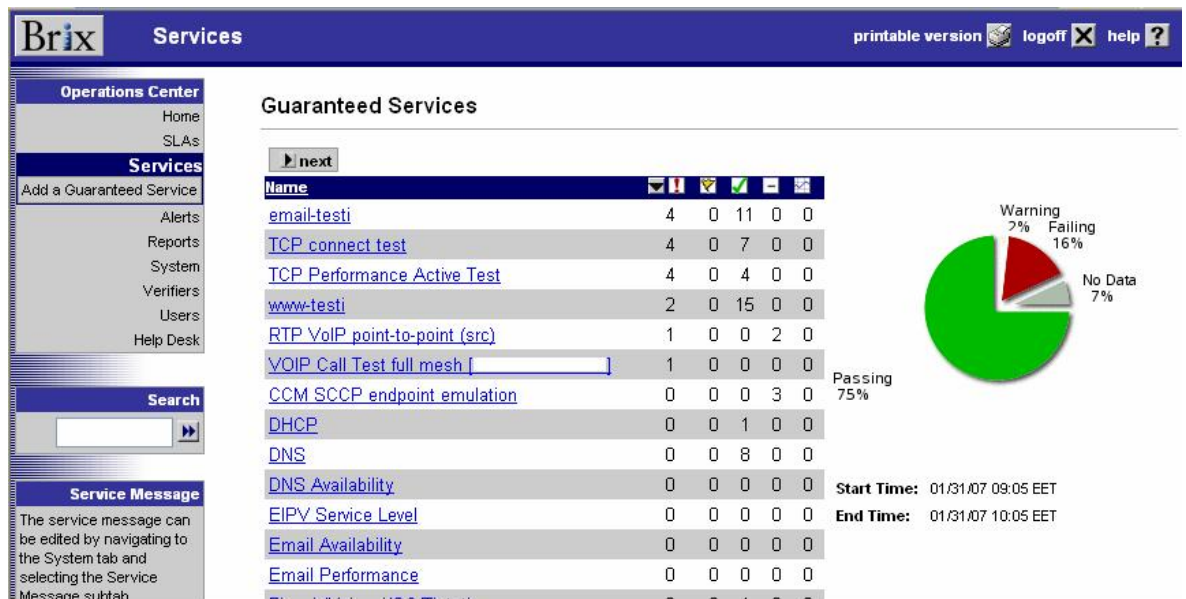 Brix
Services
printable version logoff help ?
Operations Center
Home
SLAs
Services
Add a Guaranteed Service
Alerts
Reports
System
Verifiers
Users
Help Desk
Search
Service Message
The service message can
be edited by navigating to
the System tab and
selecting the Service
Message subtab
Guaranteed Services
next
Name
email-testi 4 0 11 0 0
TCP connect test 4 0 7 0 0
TCP Performance Active Test 4 0 4 0 0
www-testi 2 0 15 0 0
RTP VoIP point-to-point (src) 1 0 0 2 0
VOIP Call Test full mesh [ ] 1 0 0 0 0
CCM SCCP endpoint emulation 0 0 0 3 0
DHCP 0 0 1 0 0
DNS 0 0 8 0 0
DNS Availability 0 0 0 0 0
EIPV Service Level 0 0 0 0 0
Email Availability 0 0 0 0 0
Email Performance 0 0 0 0 0
Warning
2%
Failing
16%
No Data
7%
Passing
75%
Start Time: 01/31/07 09:05 EET
End Time: 01/31/07 10:05 EET